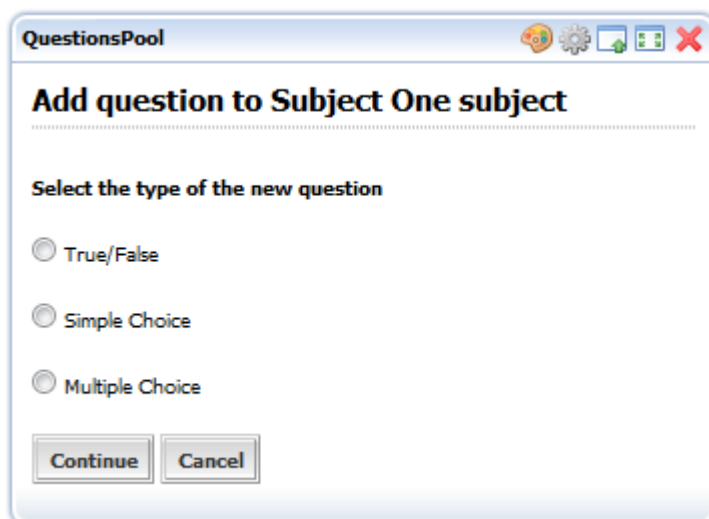 QuestionsPool
Add question to Subject One subject
Select the type of the new question
True/False
Simple Choice
Multiple Choice
Continue Cancel